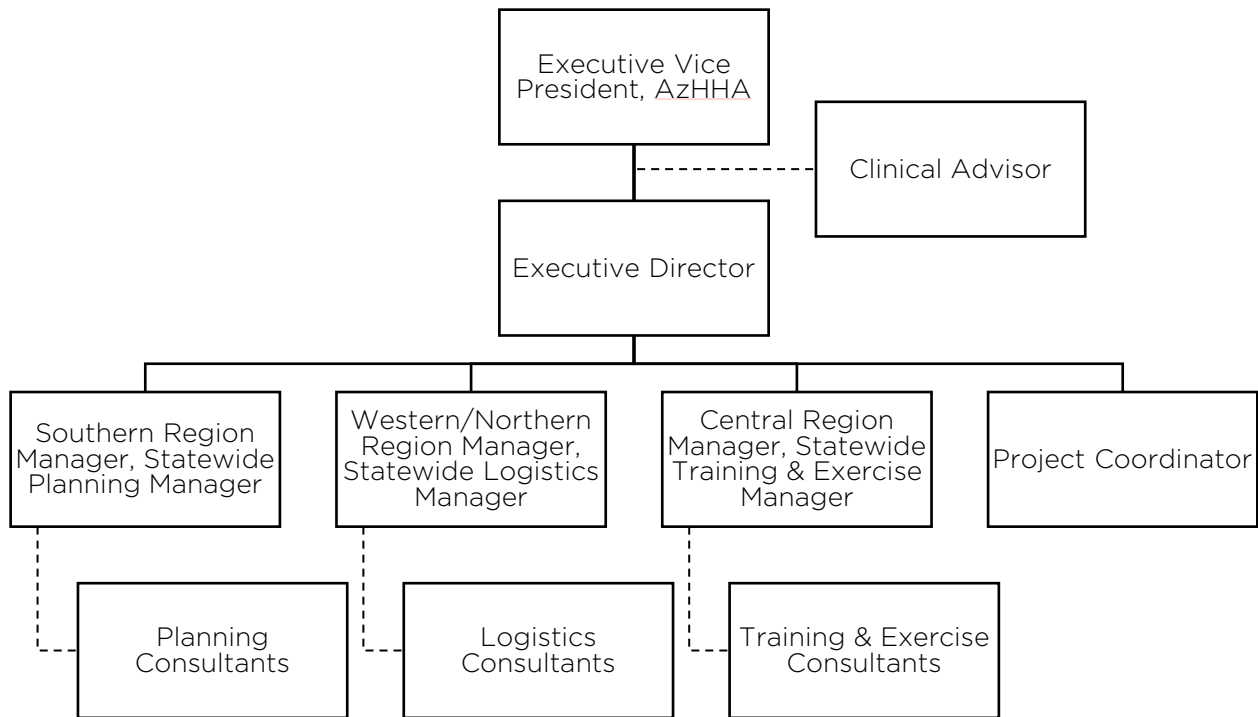 Executive Vice
President, AzHHA
Clinical Advisor
Executive Director
Southern Region
Manager, Statewide
Planning Manager
Western/Northern
Region Manager,
Statewide Logistics
Manager
Central Region
Manager, Statewide
Training & Exercise
Manager
Project Coordinator
Planning
Consultants
Logistics
Consultants
Training & Exercise
Consultants